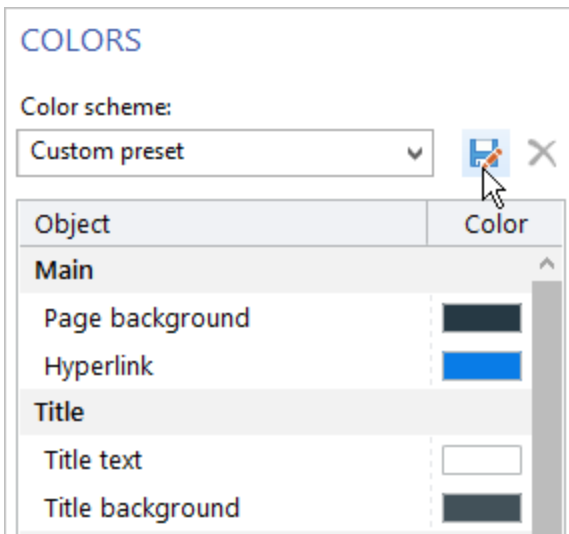 COLORS
Color scheme:
Custom preset
Object Color
Main
Page background
Hyperlink
Title
Title text
Title background